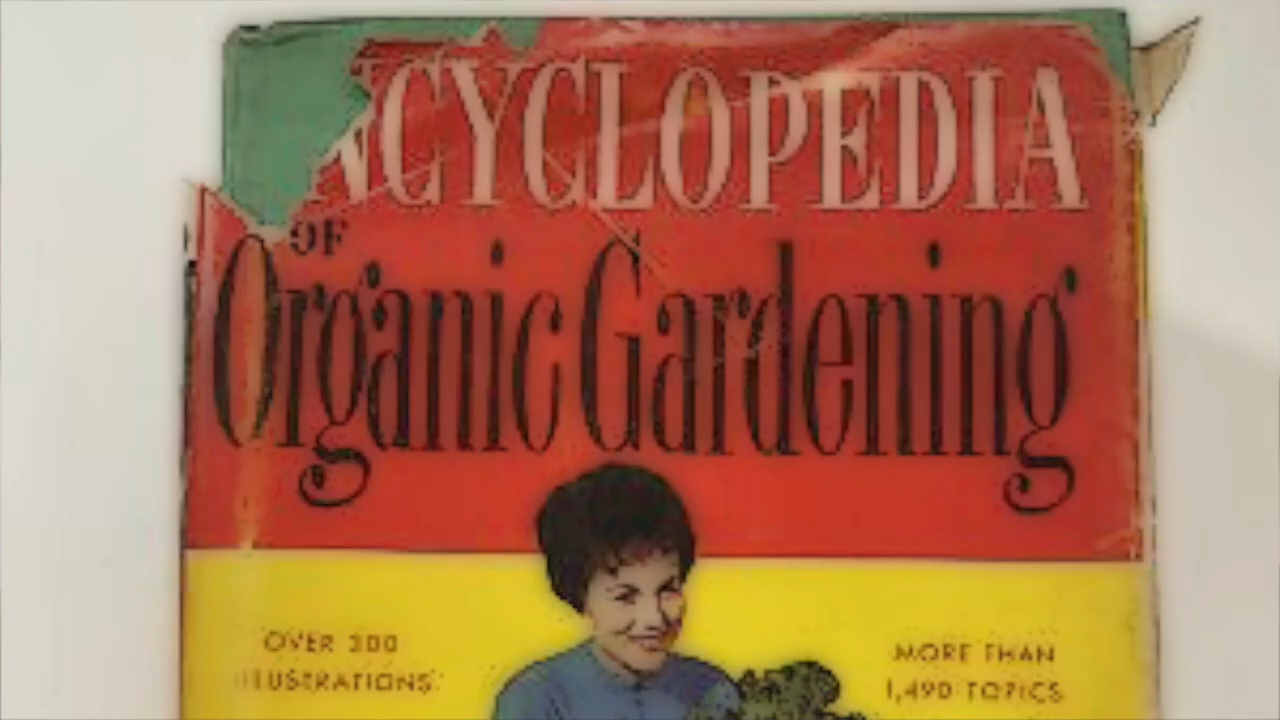 NCYCLOPEDIA
OF
Organic Gardening
OVER 300
ILLUSTRATIONS
MORE THAN
1,490 TOPICS